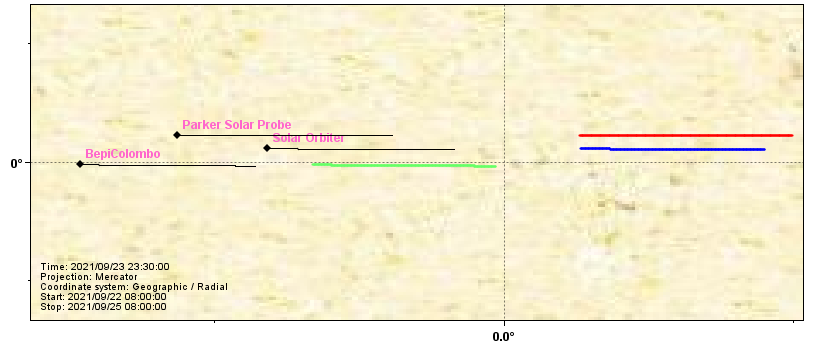 Parker Solar Probe
Solar Orbiter
BepiColombo
0°
Time: 2021/09/23 23:30:00
Projection: Mercator
Coordinate system: Geographic / Radial
Start: 2021/09/22 08:00:00
Stop: 2021/09/25 08:00:00
0.0°